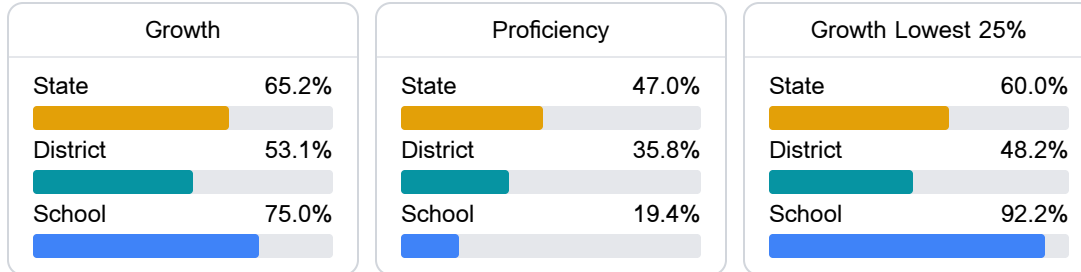 Growth
State 65.2%
District 53.1%
School 75.0%
Proficiency
State 47.0%
District 35.8%
School 19.4%
Growth Lowest 25%
State 60.0%
District 48.2%
School 92.2%